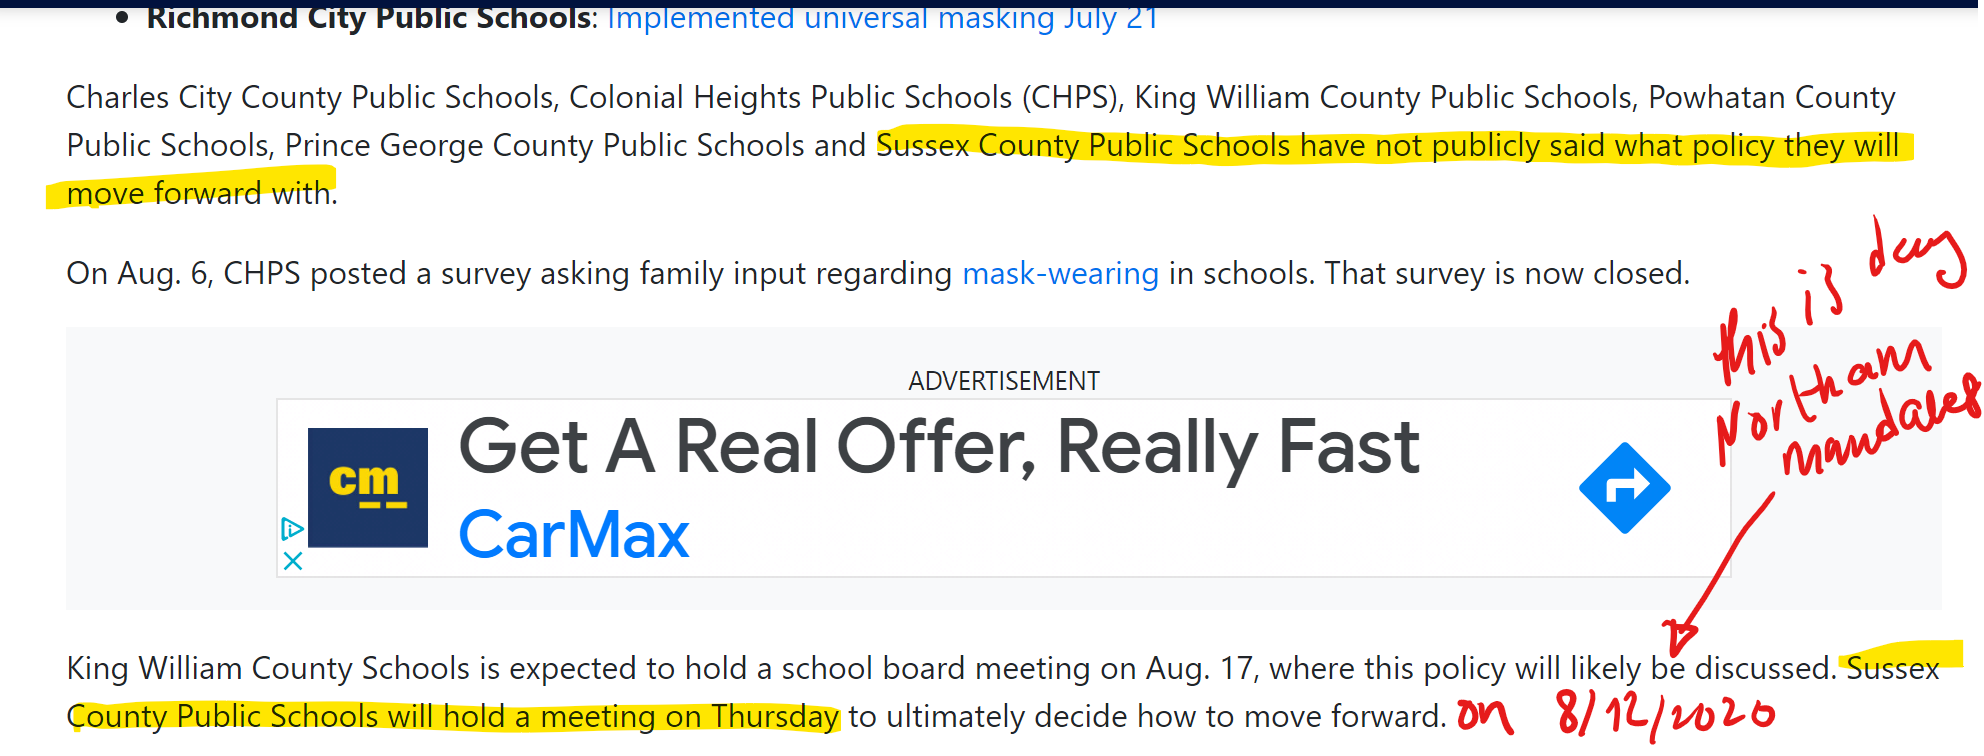 • Richmond City Public Schools: Implemented universal masking July 21
Charles City County Public Schools, Colonial Heights Public Schools (CHPS), King William County Public Schools, Powhatan County
Public Schools, Prince George County Public Schools and Sussex County Public Schools have not publicly said what policy they will
move forward with.
On Aug. 6, CHPS posted a survey asking family input regarding mask-wearing in schools. That survey is now closed.
this is day
Northam
mandates
ADVERTISEMENT
cm
Get A Real Offer, Really Fast
CarMax
King William County Schools is expected to hold a school board meeting on Aug. 17, where this policy will likely be discussed. Sussex
County Public Schools will hold a meeting on Thursday to ultimately decide how to move forward. on 8/12/2020